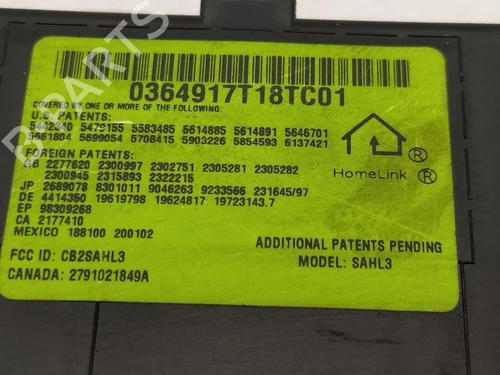 0364917T18TC01
COVERED BY ONE OR MORE OF THE FOLLOWING:
U.S. PATENTS:
5442340 5479155 5583485 5614885 5614891 5646701
5661804 5699054 5708415 5903226 5854593 6137421
FOREIGN PATENTS:
GB 2277620 2300997 2302751 2305281 2305282
2300945 2315893 2322215
JP 2689078 8301011 9046263 9233566 231645/97
DE 4414350 19619798 19624817 19723143.7
EP 98309268
CA 2177410
MEXICO 188100 200102
HomeLink ®
®
ADDITIONAL PATENTS PENDING
FCC ID: CB2SAHL3
MODEL: SAHL3
CANADA: 2791021849A